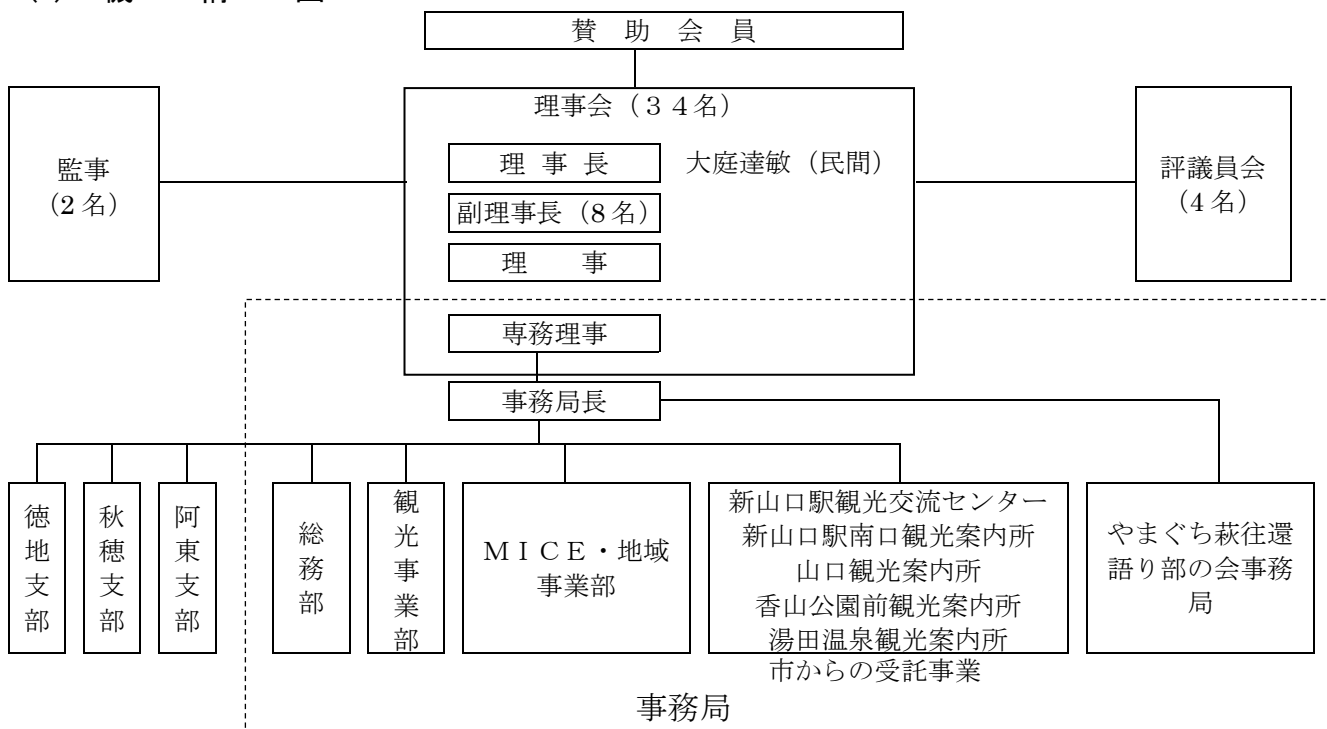 賛　助　会　員
理事会（３４名）
理 事 長　大庭達敏（民間）
副理事長（8名）
理　　事
監事
（2 名）
評議員会
（4 名）
専務理事
事務局長
徳地支部
秋穂支部
阿東支部
総務部
観光事業部
ＭＩＣＥ・地域
事業部
新山口駅観光交流センター
新山口駅南口観光案内所
山口観光案内所
香山公園前観光案内所
湯田温泉観光案内所
市からの受託事業
やまぐち萩往還
語り部の会事務
局
事務局